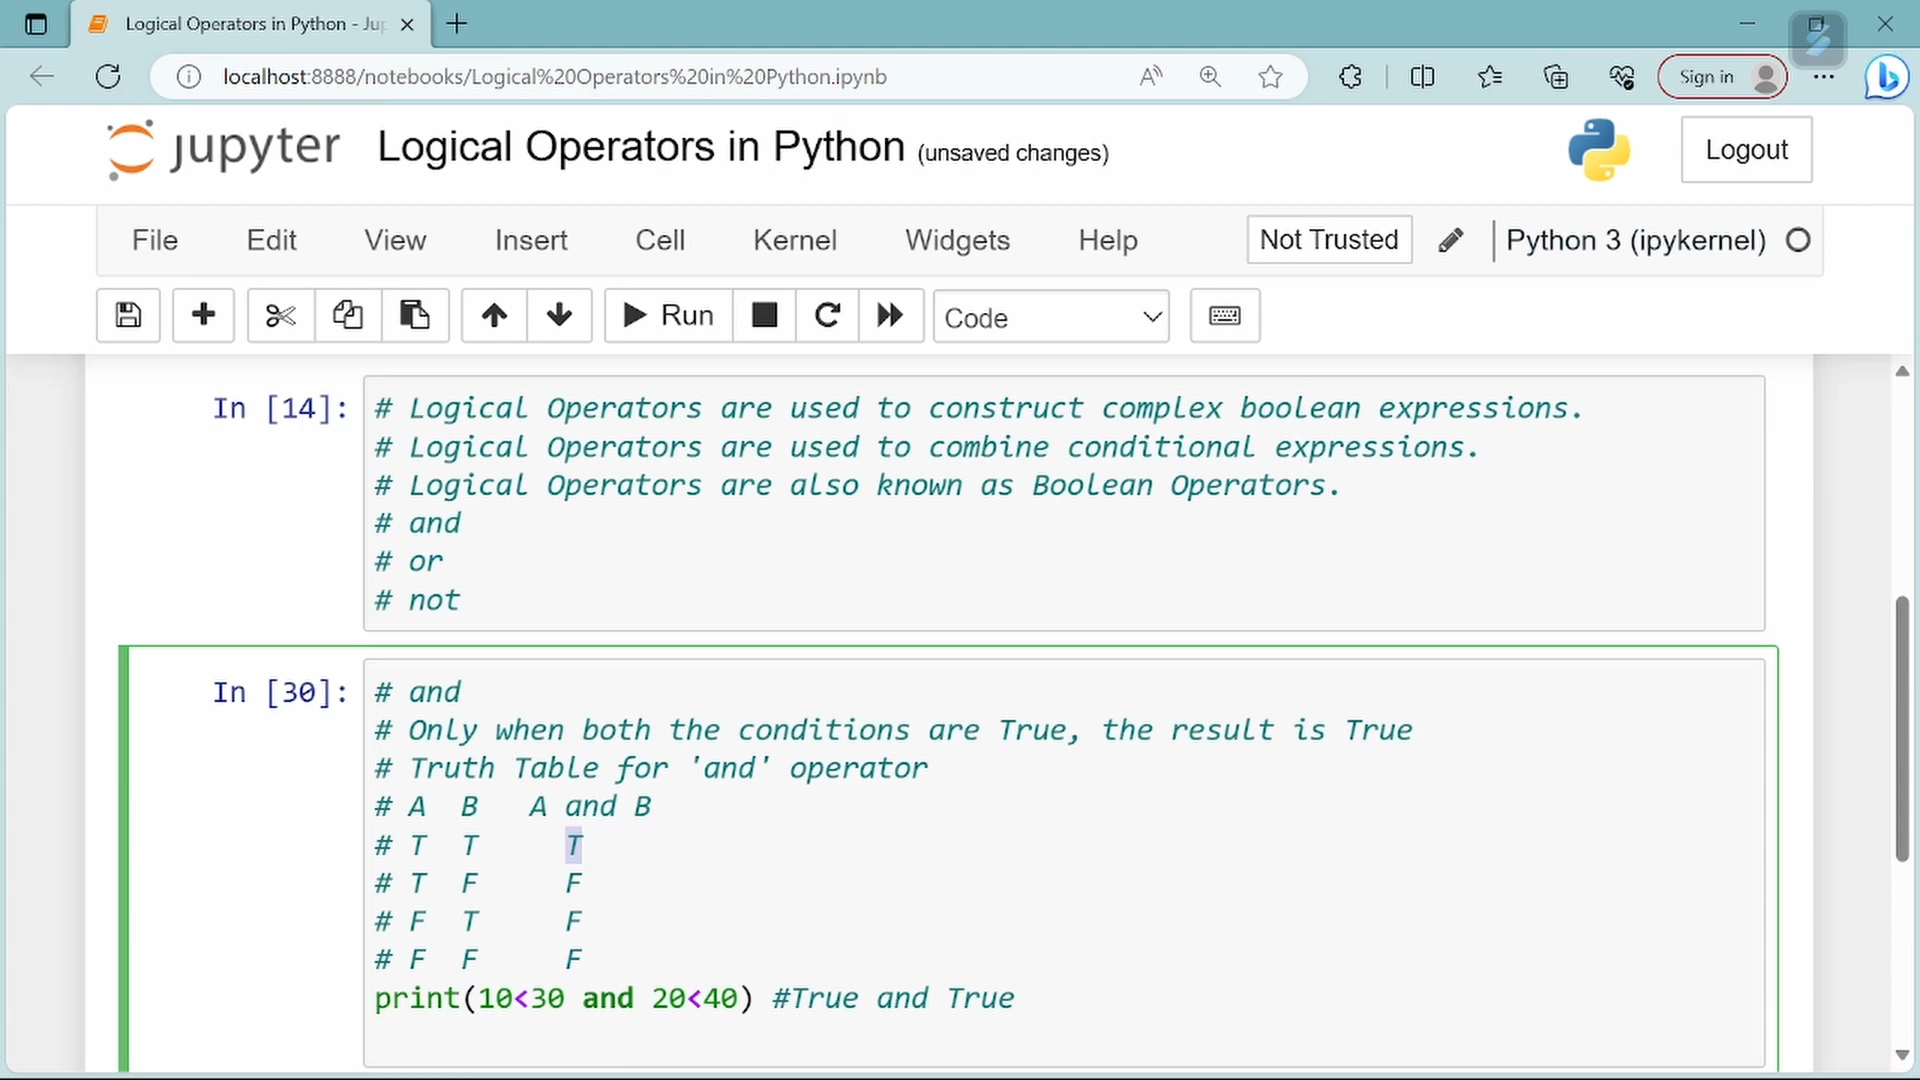 Logical Operators in Python - Jup
localhost:8888/notebooks/Logical%20Operators%20in%20Python.ipynb
Sign in
jupyter Logical Operators in Python (unsaved changes)
Logout
File Edit View Insert Cell Kernel Widgets Help Not Trusted Python 3 (ipykernel)
Run Code
In [14]: # Logical Operators are used to construct complex boolean expressions.
# Logical Operators are used to combine conditional expressions.
# Logical Operators are also known as Boolean Operators.
# and
# or
# not
In [30]: # and
# Only when both the conditions are True, the result is True
# Truth Table for 'and' operator
# A  B   A and B
# T  T     T
# T  F     F
# F  T     F
# F  F     F
print(10<30 and 20<40) #True and True